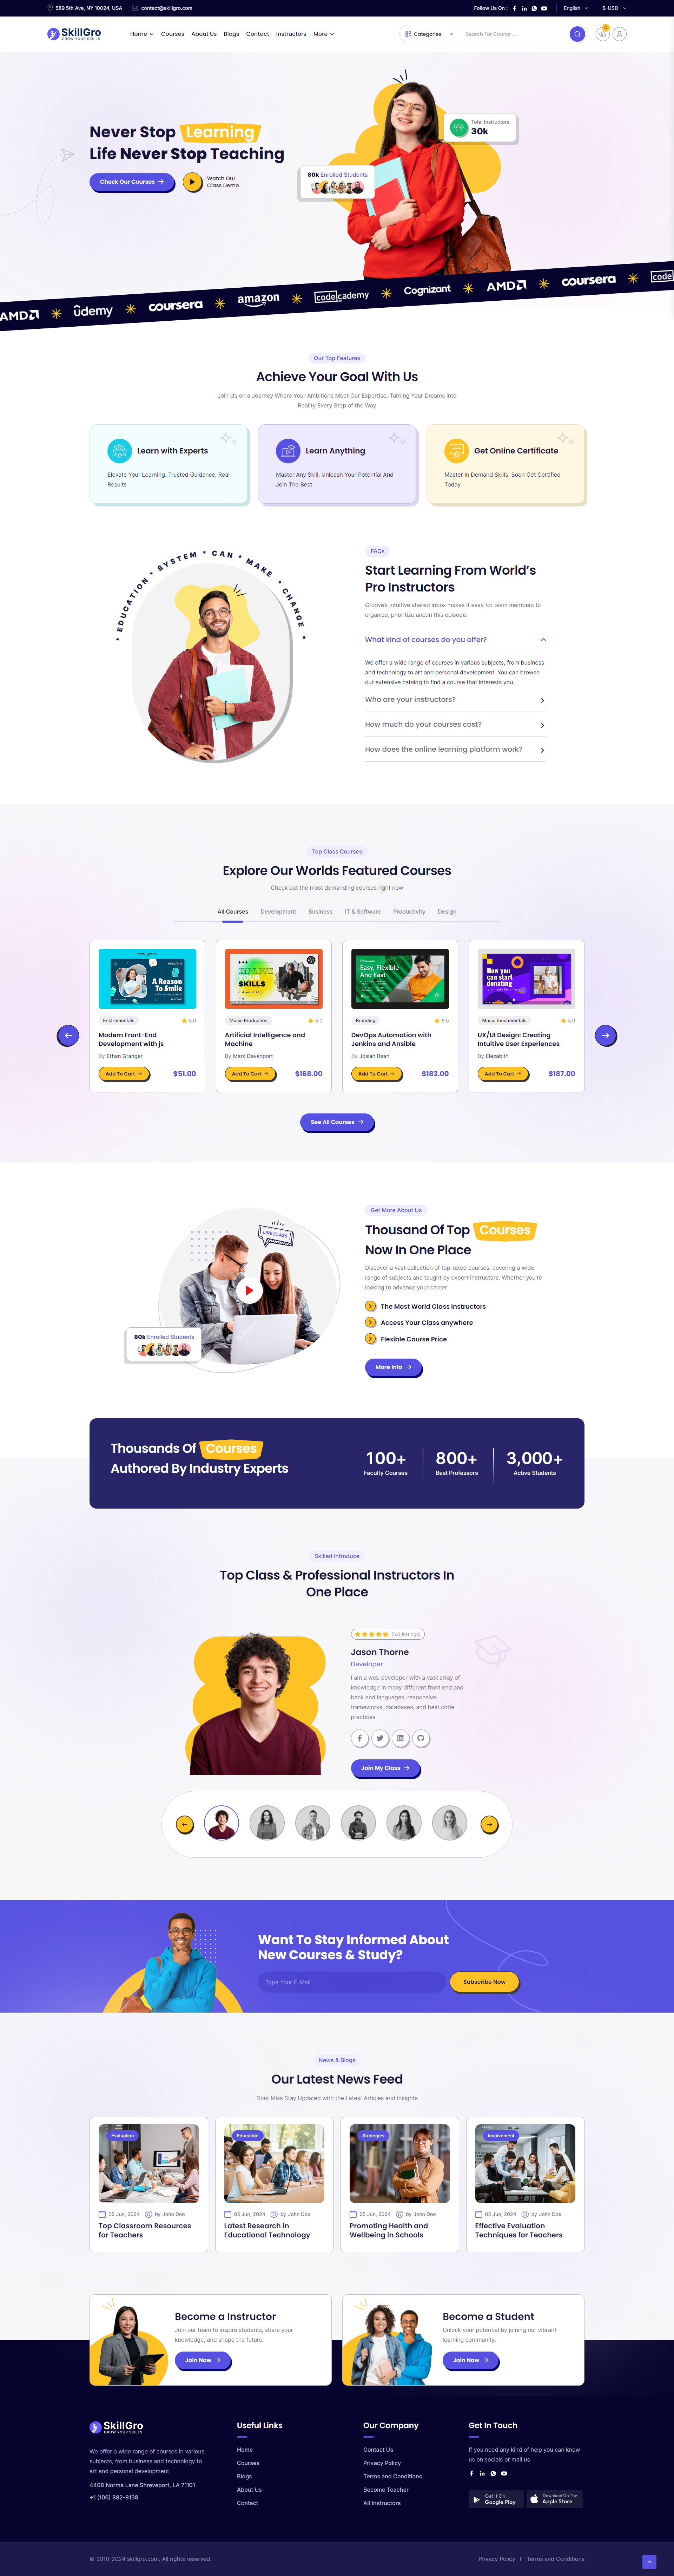 589 5th Ave, NY 10021, USA
contact@skillgro.com
Follow Us On :
English
$-USD
SkillGro
GROW YOUR SKILLS
Home
Courses
About Us
Blogs
Contact
Instructors
More
Categories
Search For Course . . .
0
Never Stop Learning
Life Never Stop Teaching
Check Our Courses
Watch Our
Class Demo
Total Instructors
30k
80k Enrolled Students
AMD
ûdemy
coursera
amazon
codecademy
Cognizant
AMD
coursera
code
Our Top Features
Achieve Your Goal With Us
Join Us on a Journey Where Your Ambitions Meet Our Expertise, Turning Your Dreams into
Reality Every Step of the Way
Learn with Experts
Elevate Your Learning. Trusted Guidance, Real
Results
Learn Anything
Master Any Skill. Unleash Your Potential And
Join The Best
Get Online Certificate
Master In Demand Skills. Soon Get Certified
Today
* EDUCATION * SYSTEM * CAN * MAKE * CHANGE *
FAQs
Start Learning From World's
Pro Instructors
Groove's intuitive shared inbox makes it easy for team members to
organize, prioritize and.In this episode.
What kind of courses do you offer?
We offer a wide range of courses in various subjects, from business
and technology to art and personal development. You can browse
our extensive catalog to find a course that interests you.
Who are your instructors?
How much do your courses cost?
How does the online learning platform work?
Top Class Courses
Explore Our Worlds Featured Courses
Check out the most demanding courses right now
All Courses
Development
Business
IT & Software
Productivity
Design
A Reason
To Smile
YOUR
SKILLS
Easy, Flexible
And Fast
How you
can start
donating
Enstrumentals
5.0
Modern Front-End
Development with js
By Ethan Granger
Add To Cart
$51.00
Music Production
5.0
Artificial Intelligence and
Machine
By Mark Davenport
Add To Cart
$168.00
Branding
5.0
DevOps Automation with
Jenkins and Ansible
By Josiah Bean
Add To Cart
$183.00
Music fundamentals
5.0
UX/UI Design: Creating
Intuitive User Experiences
By Elezabith
Add To Cart
$187.00
See All Courses
LIVE CLASS
80k Enrolled Students
Get More About Us
Thousand Of Top Courses
Now In One Place
Discover a vast collection of top-rated courses, covering a wide
range of subjects and taught by expert instructors. Whether you're
looking to advance your career
The Most World Class Instructors
Access Your Class anywhere
Flexible Course Price
More Info
Thousands Of Courses
Authored By Industry Experts
100+
Faculty Courses
800+
Best Professors
3,000+
Active Students
Skilled Introduce
Top Class & Professional Instructors In
One Place
(5.0 Ratings)
Jason Thorne
Developer
I am a web developer with a vast array of
knowledge in many different front end and
back end languages, responsive
frameworks, databases, and best code
practices
Join My Class
Want To Stay Informed About
New Courses & Study?
Type Your E-Mail
Subscribe Now
News & Blogs
Our Latest News Feed
Dont Miss Stay Updated with the Latest Articles and Insights
Evaluation
05 Jun, 2024
by John Doe
Top Classroom Resources
for Teachers
Education
05 Jun, 2024
by John Doe
Latest Research in
Educational Technology
Strategies
05 Jun, 2024
by John Doe
Promoting Health and
Wellbeing in Schools
Involvement
05 Jun, 2024
by John Doe
Effective Evaluation
Techniques for Teachers
Become a Instructor
Join our team to inspire students, share your
knowledge, and shape the future.
Join Now
Become a Student
Unlock your potential by joining our vibrant
learning community.
Join Now
SkillGro
GROW YOUR SKILLS
We offer a wide range of courses in various
subjects, from business and technology to
art and personal development
4408 Norma Lane Shreveport, LA 71101
+1 (106) 882-8138
Useful Links
Home
Courses
Blogs
About Us
Contact
Our Company
Contact Us
Privacy Policy
Terms and Conditions
Become Teacher
All Instructors
Get In Touch
If you need any kind of help you can know
us on socials or mail us
Get It On
Google Play
Download On The
Apple Store
© 2010-2024 skillgro.com. All rights reserved.
Privacy Policy
Terms and Conditions